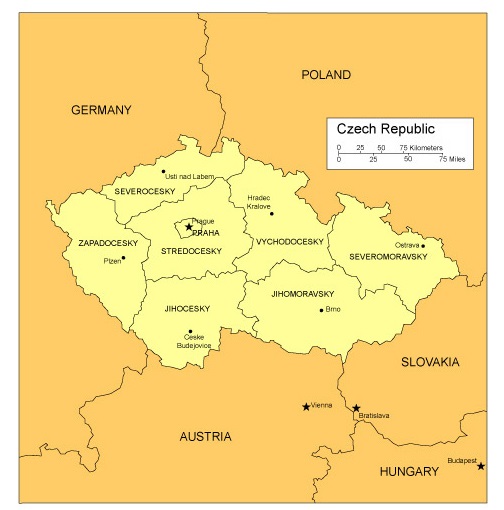 POLAND
GERMANY
Czech Republic
0 25 50 75 Kilometers
0 25 50 75 Miles
Usti nad Labem
SEVEROCESKY
Hradec
Kralove
Prague
PRAHA
ZAPADOCESKY
STREDOCESKY
VYCHODOCESKY
Ostrava
SEVEROMORAVSKY
Plzen
JIHOCESKY
JIHOMORAVSKY
Brno
Ceske
Budejovice
SLOVAKIA
Vienna
Bratislava
AUSTRIA
Budapest
HUNGARY